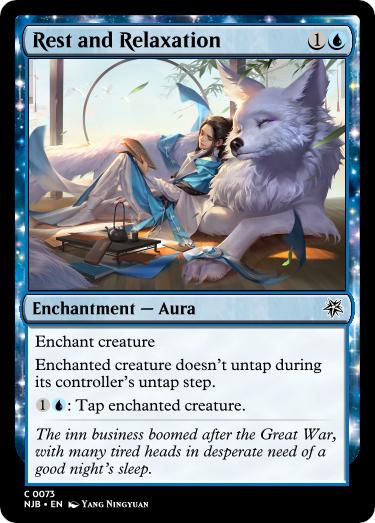 Rest and Relaxation 1
Enchantment — Aura
Enchant creature
Enchanted creature doesn't untap during
its controller's untap step.
1 : Tap enchanted creature.
The inn business boomed after the Great War,
with many tired heads in desperate need of a
good night's sleep.
C 0073
NJB • EN Yang Ningyuan